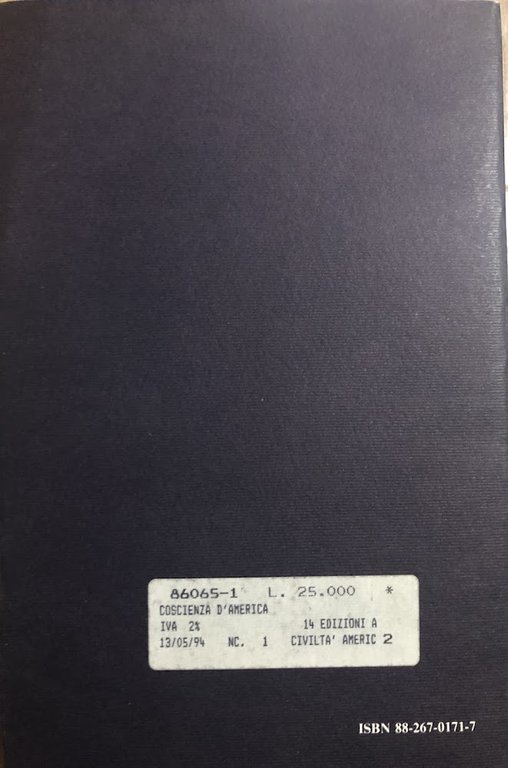 86065-1 L. 25.000 *
COSCIENZA D'AMERICA
IVA 2% 14 EDIZIONI A
13/05/94 NC. 1 CIVILTA' AMERIC 2
ISBN 88-267-0171-7